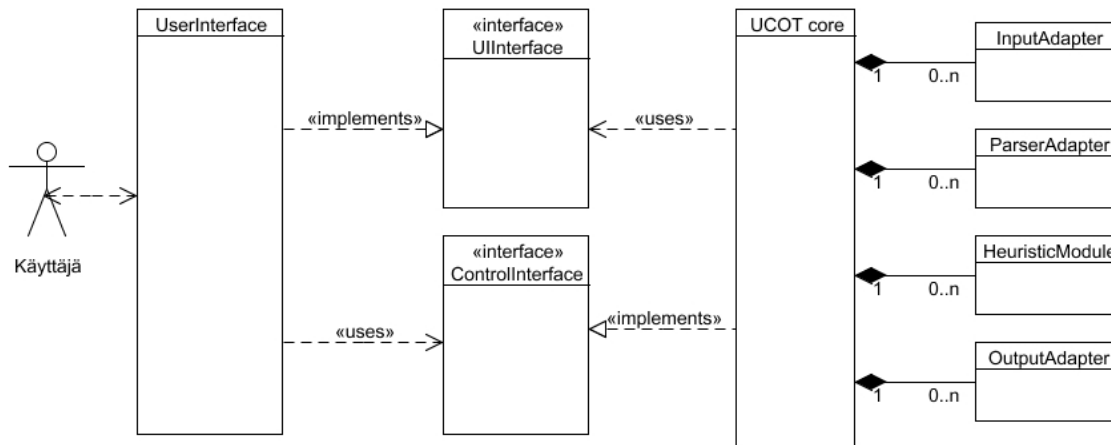 UserInterface
«interface»
UIInterface
UCOT core
InputAdapter
1
0..n
«implements»
«uses»
ParserAdapter
1
0..n
Käyttäjä
«interface»
ControlInterface
HeuristicModule
1
0..n
«uses»
«implements»
OutputAdapter
1
0..n